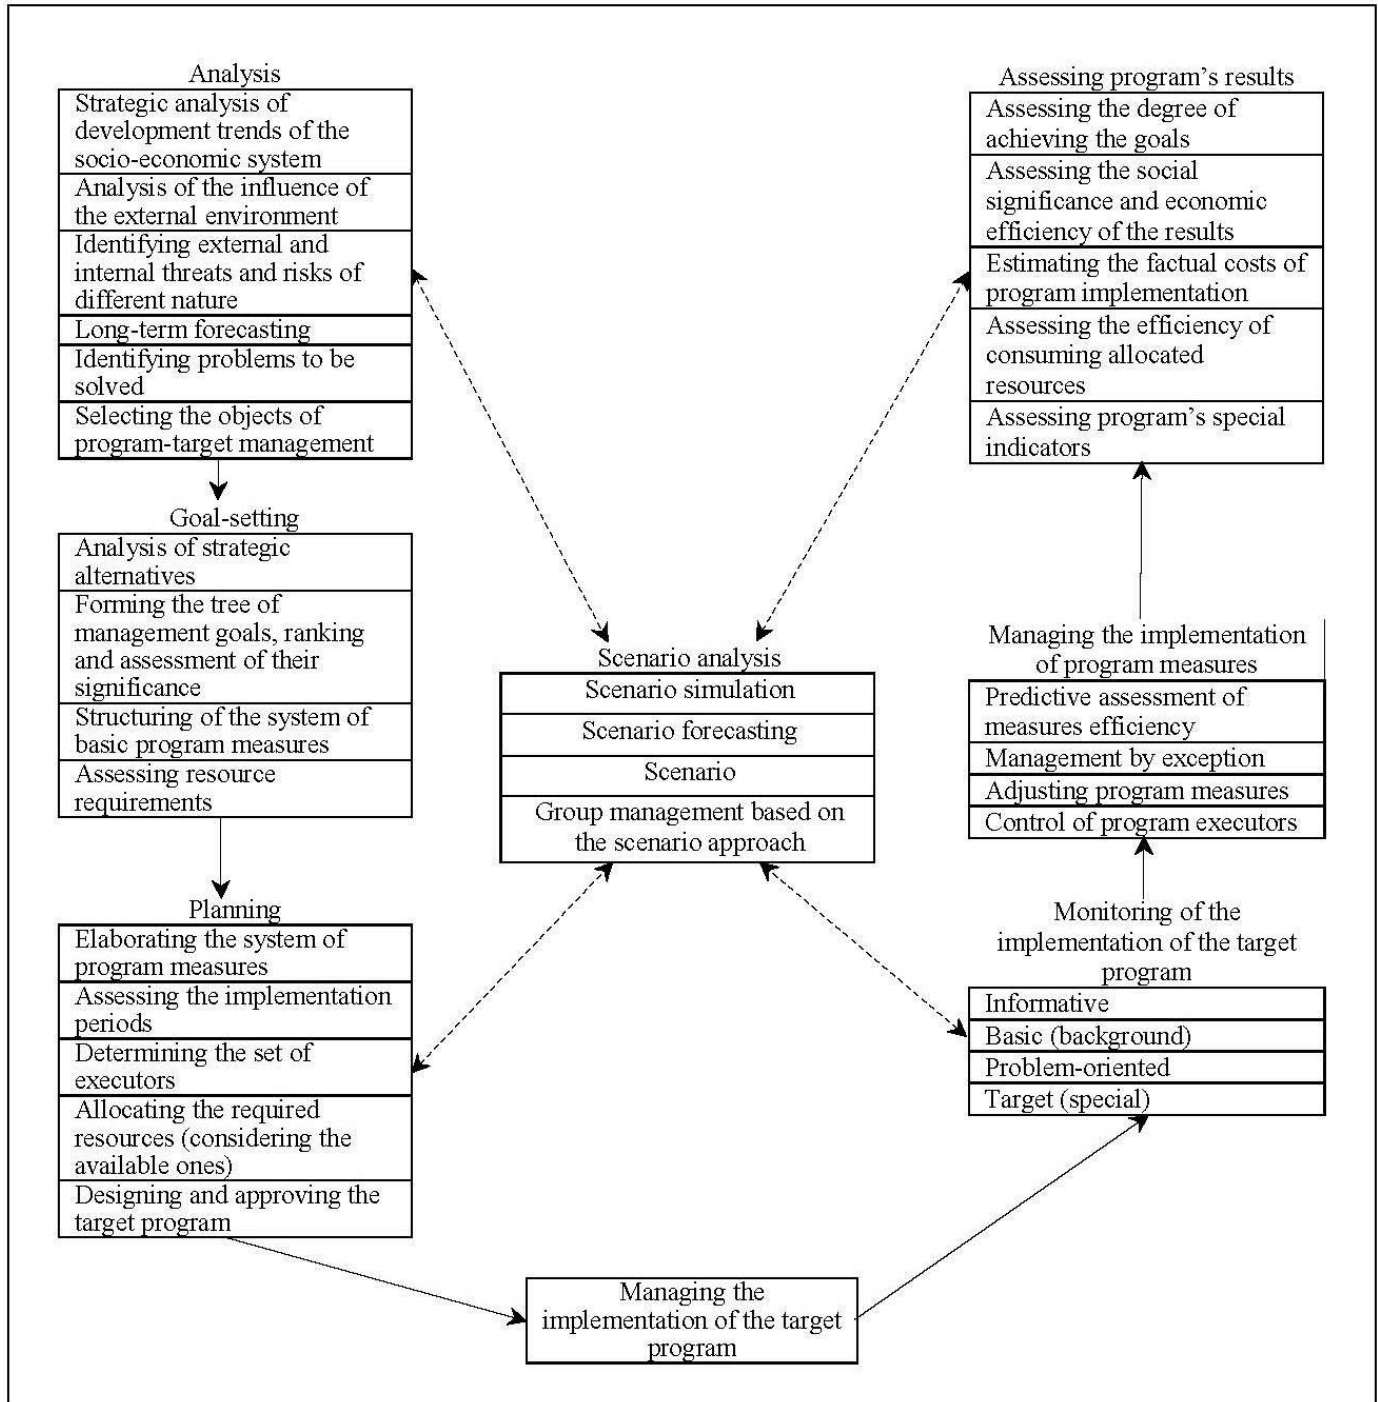 Analysis
Strategic analysis of
development trends of the
socio-economic system
Analysis of the influence of
the external environment
Identifying external and
internal threats and risks of
different nature
Long-term forecasting
Identifying problems to be
solved
Selecting the objects of
program-target management
Goal-setting
Analysis of strategic
alternatives
Forming the tree of
management goals, ranking
and assessment of their
significance
Structuring of the system of
basic program measures
Assessing resource
requirements
Planning
Elaborating the system of
program measures
Assessing the implementation
periods
Determining the set of
executors
Allocating the required
resources (considering the
available ones)
Designing and approving the
target program
Scenario analysis
Scenario simulation
Scenario forecasting
Scenario
Group management based on
the scenario approach
Managing the
implementation of the target
program
Assessing program’s results
Assessing the degree of
achieving the goals
Assessing the social
significance and economic
efficiency of the results
Estimating the factual costs of
program implementation
Assessing the efficiency of
consuming allocated
resources
Assessing program’s special
indicators
Managing the implementation
of program measures
Predictive assessment of
measures efficiency
Management by exception
Adjusting program measures
Control of program executors
Monitoring of the
implementation of the target
program
Informative
Basic (background)
Problem-oriented
Target (special)